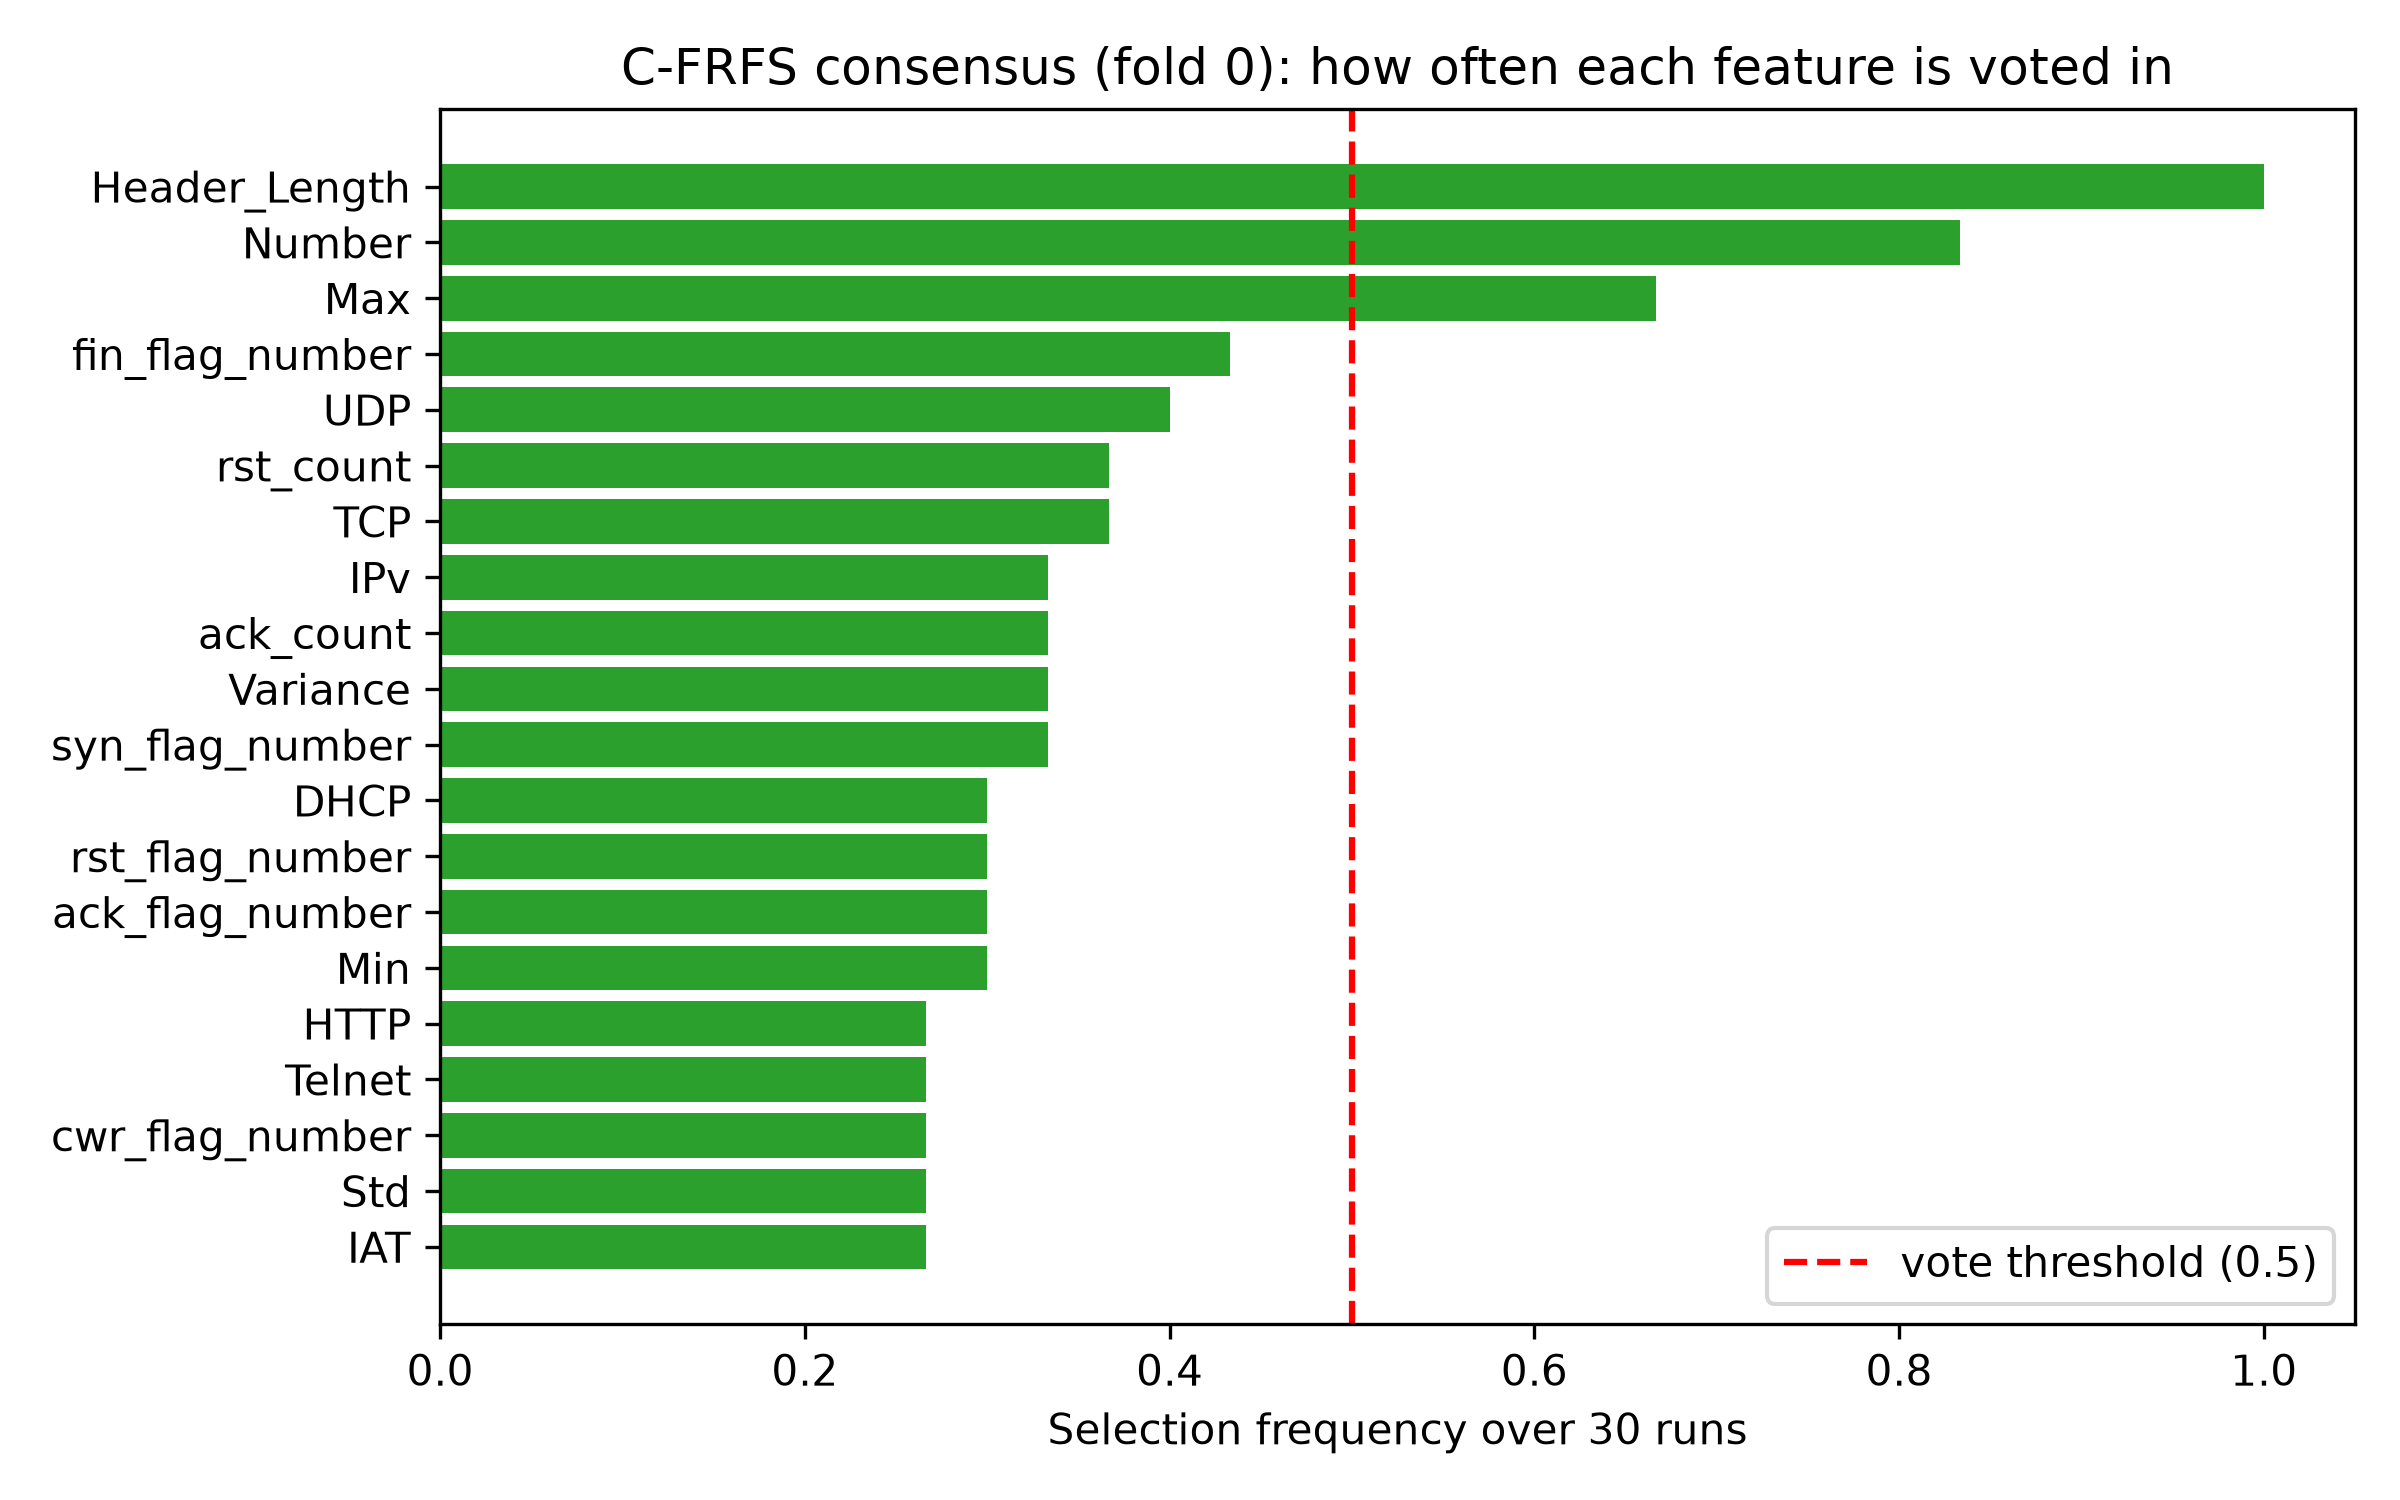 C-FRFS consensus (fold 0): how often each feature is voted in
Header_Length
Number
Max
fin_flag_number
UDP
rst_count
TCP
IPv
ack_count
Variance
syn_flag_number
DHCP
rst_flag_number
ack_flag_number
Min
HTTP
Telnet
cwr_flag_number
Std
IAT
vote threshold (0.5)
0.0 0.2 0.4 0.6 0.8 1.0
Selection frequency over 30 runs